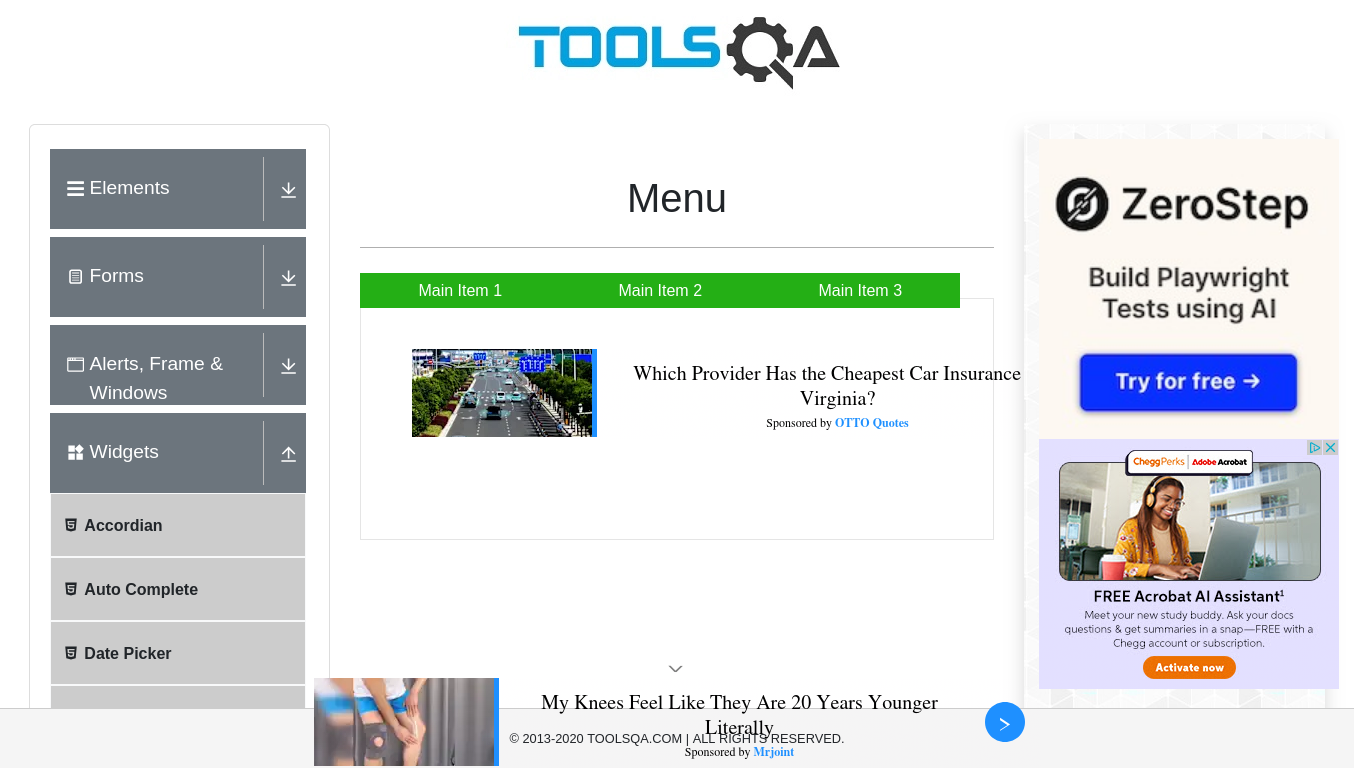 TOOLSQA
Elements
Forms
Alerts, Frame &
Windows
Widgets
Accordian
Auto Complete
Date Picker
Menu
Main Item 1
Main Item 2
Main Item 3
Which Provider Has the Cheapest Car Insurance
Virginia?
Sponsored by OTTO Quotes
ZeroStep
Build Playwright
Tests using AI
Try for free →
CheggPerks | Adobe Acrobat
FREE Acrobat AI Assistant¹
Meet your new study buddy. Ask your docs
questions & get summaries in a snap—FREE with a
Chegg account or subscription.
Activate now
My Knees Feel Like They Are 20 Years Younger
Literally
© 2013-2020 TOOLSQA.COM | ALL RIGHTS RESERVED.
Sponsored by Mrjoint